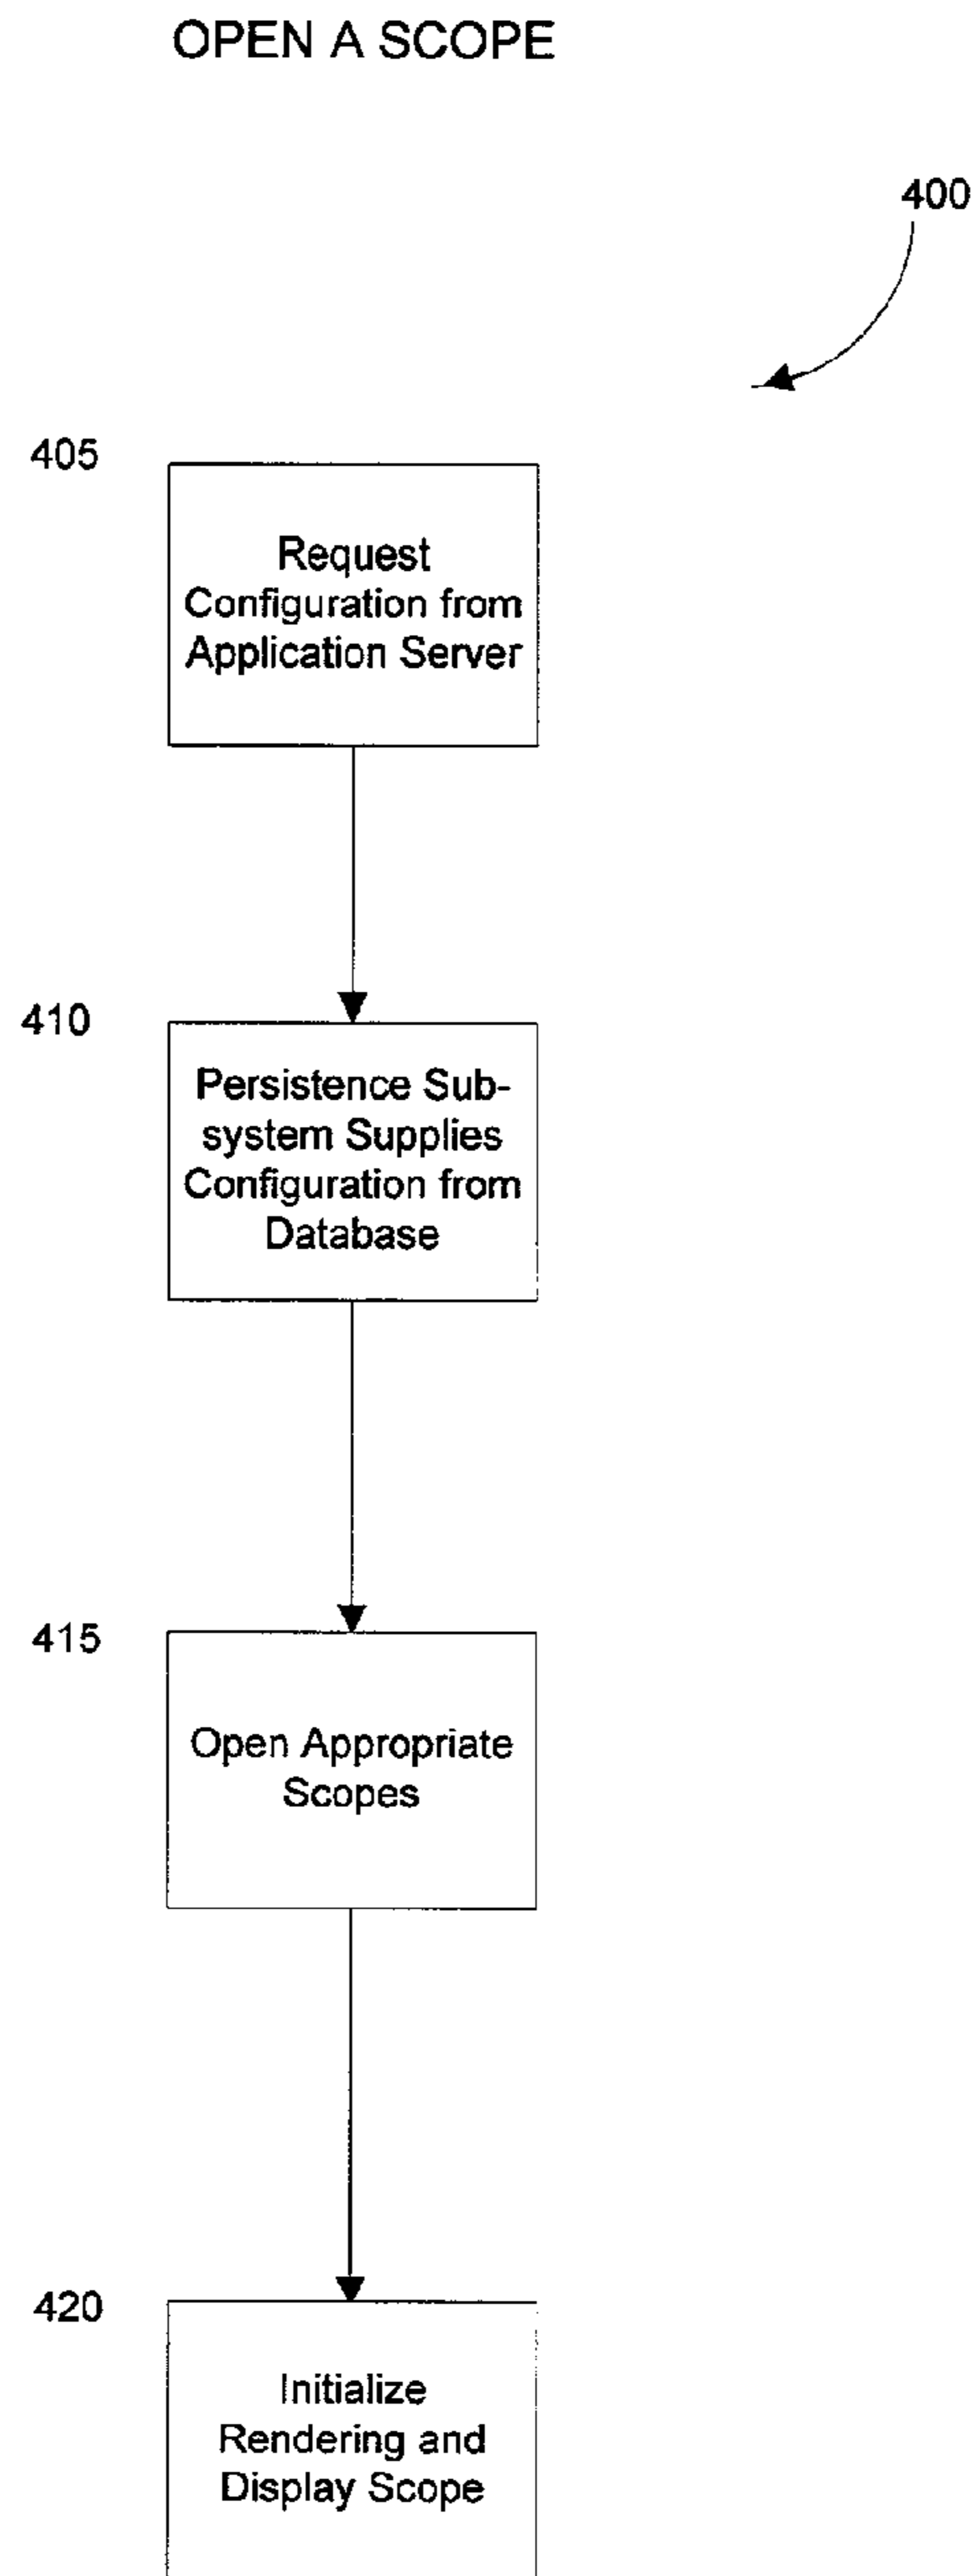 OPEN A SCOPE
400
405
Request
Configuration from
Application Server
410
Persistence Sub-
system Supplies
Configuration from
Database
415
Open Appropriate
Scopes
420
Initialize
Rendering and
Display Scope